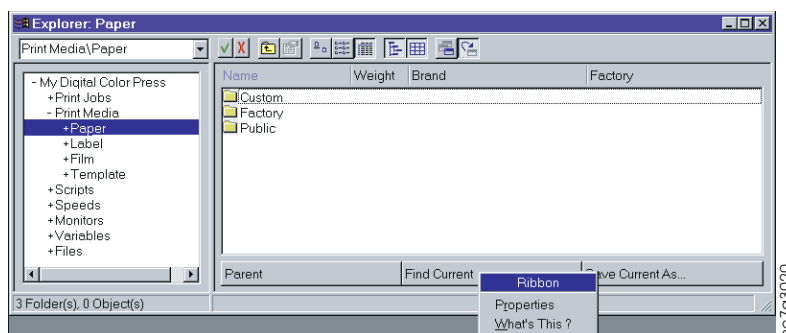 Explorer: Paper
Print Media\Paper
- My Digital Color Press
+Print Jobs
- Print Media
+Paper
+Label
+Film
+Template
+Scripts
+Speeds
+Monitors
+Variables
+Files
Name Weight Brand Factory
Custom
Factory
Public
Parent Find Current Save Current As...
Ribbon
Properties
What's This ?
3 Folder(s), 0 Object(s)